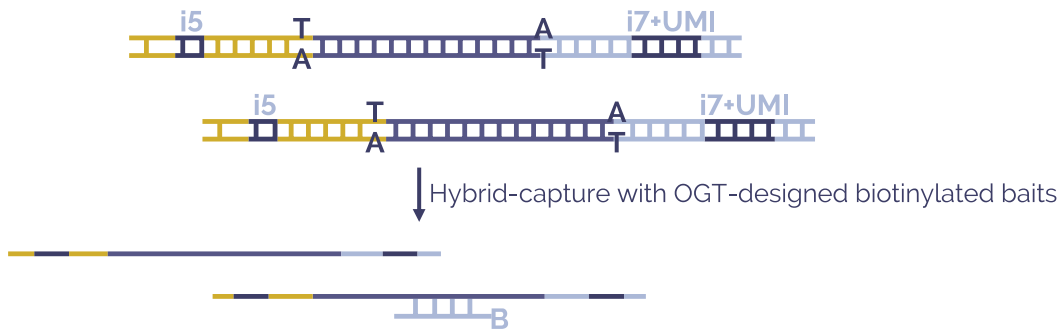 i5 T A i7+UMI
A T
i5 T A i7+UMI
A T
Hybrid-capture with OGT-designed biotinylated baits
B